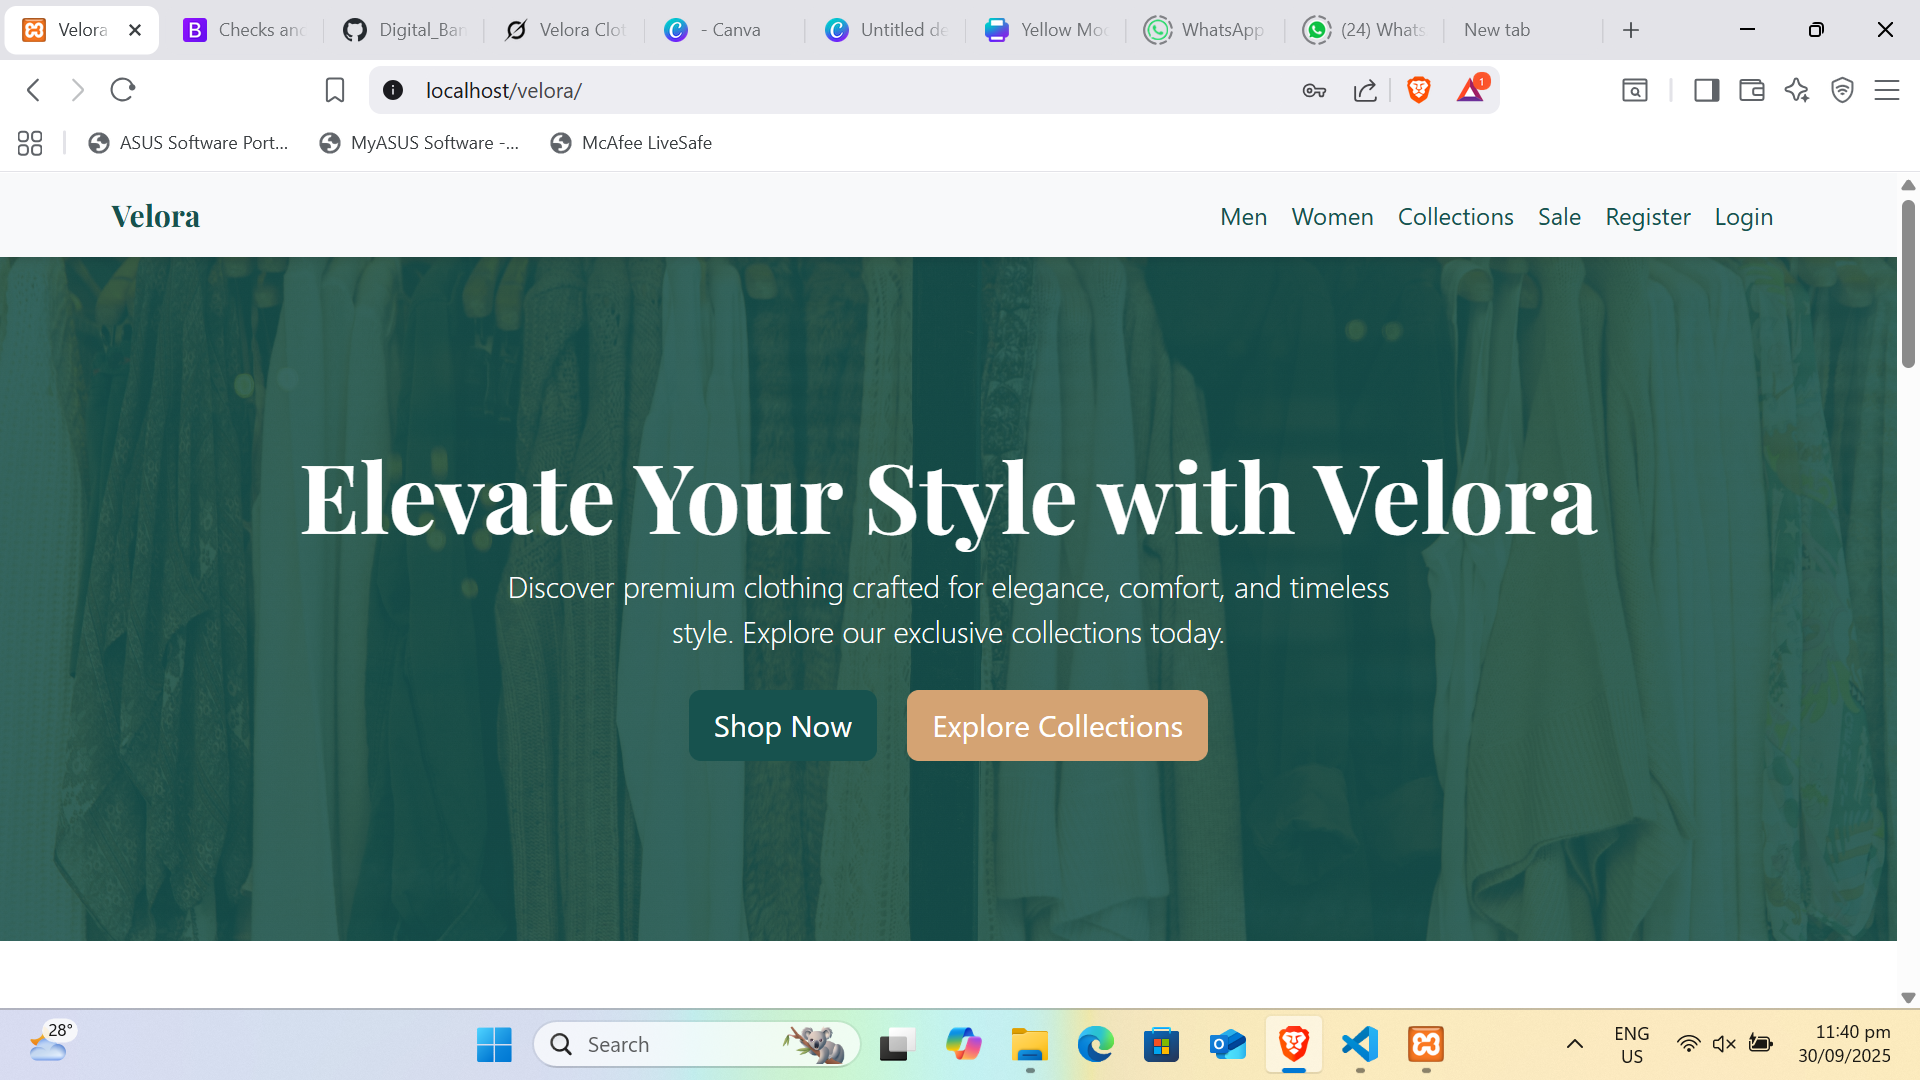 Velora
Checks and
Digital_Ban
Velora Clot
- Canva
Untitled de
Yellow Moo
WhatsApp
(24) Whats
New tab
localhost/velora/
1
ASUS Software Port...
MyASUS Software -...
McAfee LiveSafe
Velora
Men
Women
Collections
Sale
Register
Login
Elevate Your Style with Velora
Discover premium clothing crafted for elegance, comfort, and timeless
style. Explore our exclusive collections today.
Shop Now
Explore Collections
28°
Search
ENG
US
11:40 pm
30/09/2025